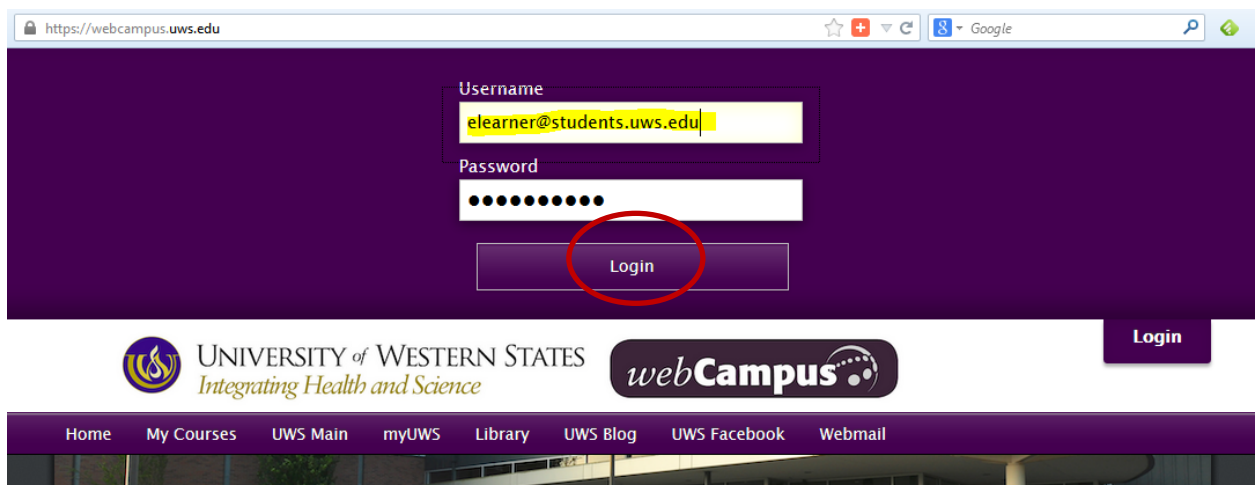 https://webcampus.uws.edu
Google
Username
elearner@students.uws.edu
Password
●●●●●●●●●●
Login
Login
UNIVERSITY of WESTERN STATES
Integrating Health and Science
webCampus
Home My Courses UWS Main myUWS Library UWS Blog UWS Facebook Webmail